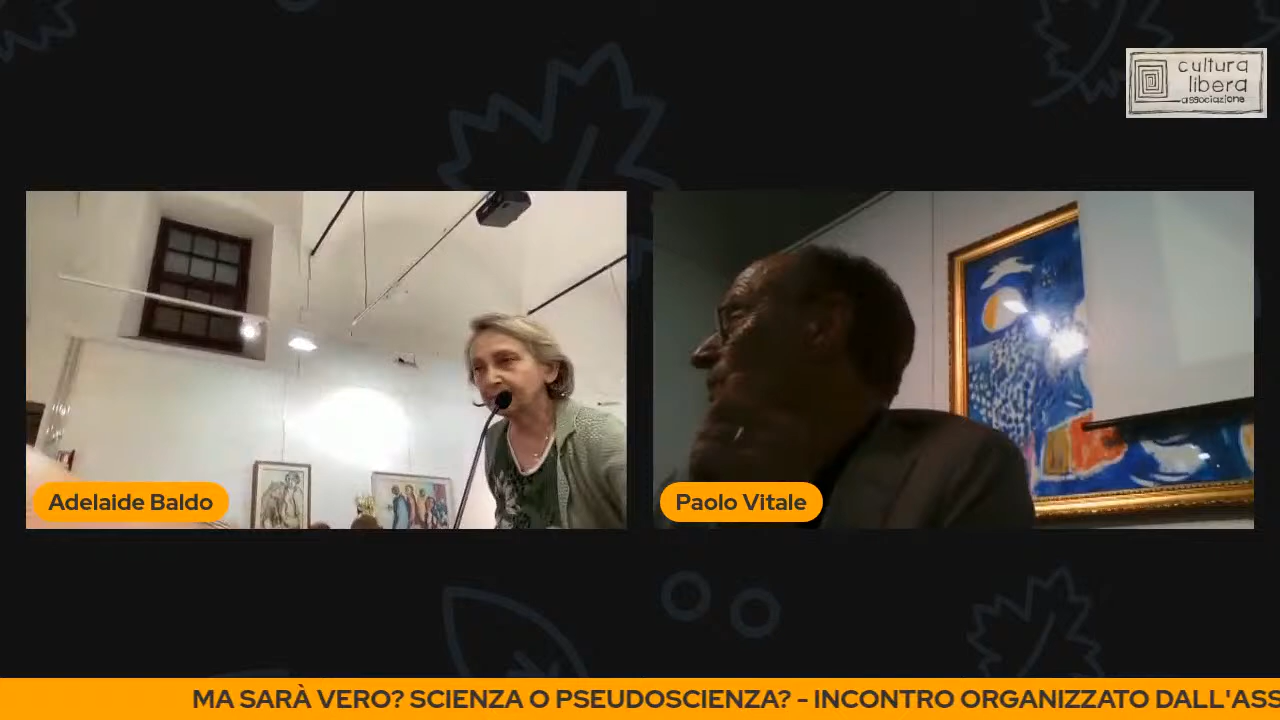 cultura
libera
associazione
Adelaide Baldo
Paolo Vitale
MA SARÀ VERO? SCIENZA O PSEUDOSCIENZA? - INCONTRO ORGANIZZATO DALL'ASS